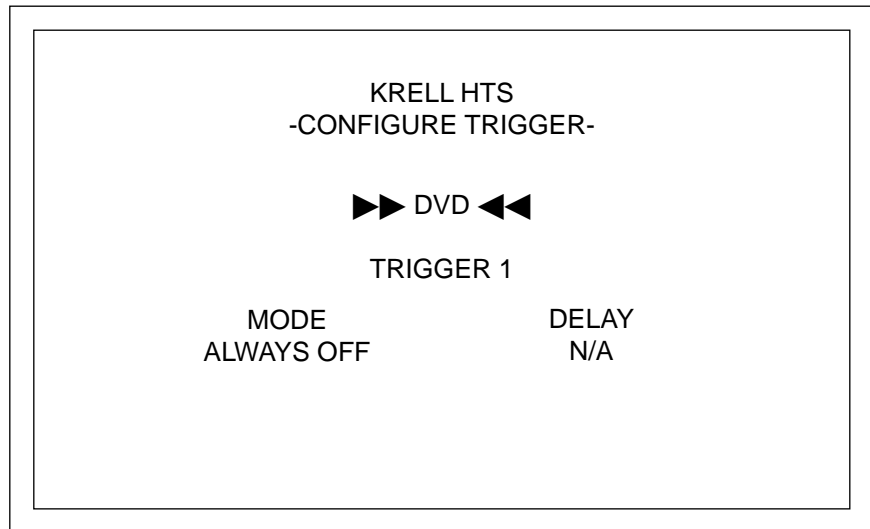 KRELL HTS
-CONFIGURE TRIGGER-
▶▶ DVD ◀◀
TRIGGER 1
MODE DELAY
ALWAYS OFF N/A